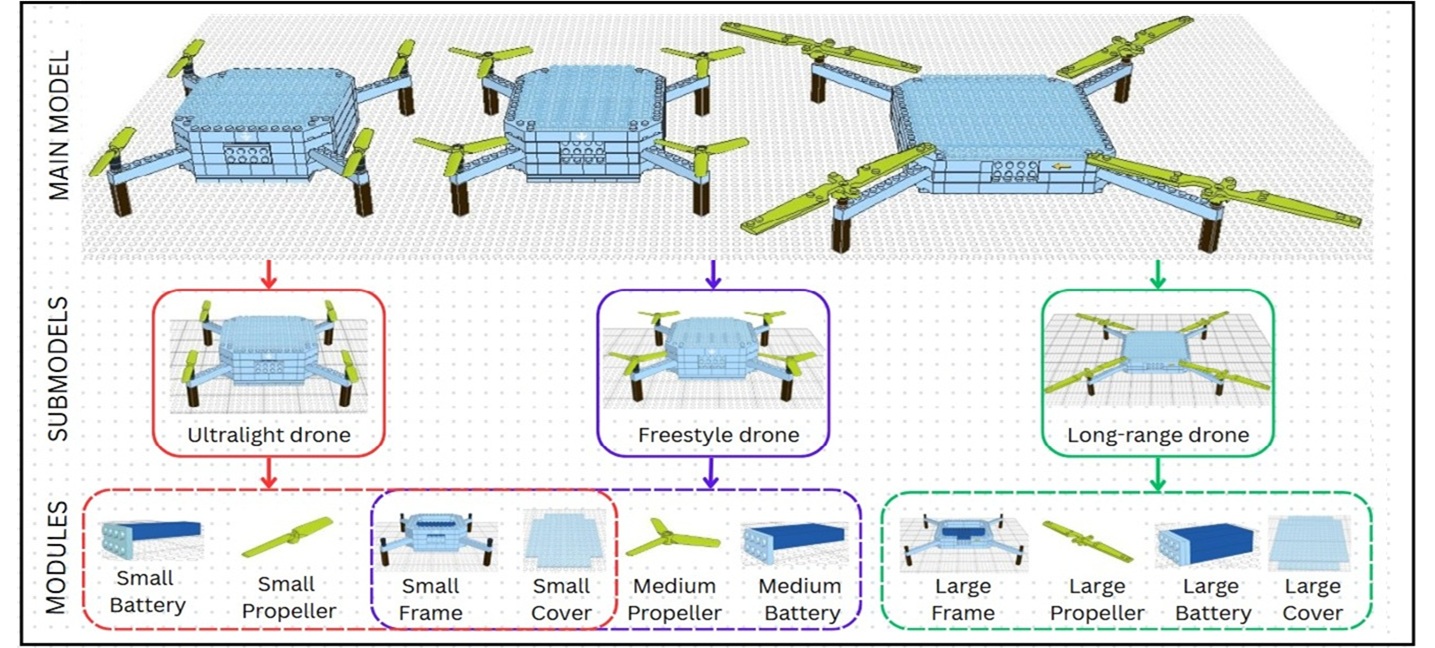 MAIN MODEL
SUBMODELS
Ultralight drone
Freestyle drone
Long-range drone
MODULES
Small
Battery
Small
Propeller
Small
Frame
Small
Cover
Medium
Propeller
Medium
Battery
Large
Frame
Large
Propeller
Large
Battery
Large
Cover